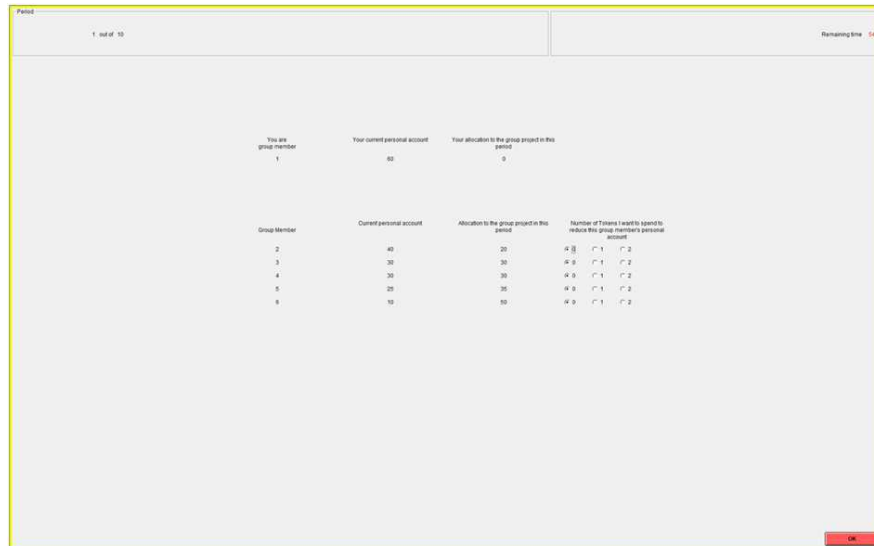 Period
1 out of 10
Remaining time 54
You are
group member
Your current personal account
Your allocation to the group project in this
period
1
60
0
Group Member
Current personal account
Allocation to the group project in this
period
Number of Tokens I want to spend to
reduce this group member's personal
account
2 40 20 0 1 2
3 30 30 0 1 2
4 30 30 0 1 2
5 25 35 0 1 2
6 10 50 0 1 2
OK